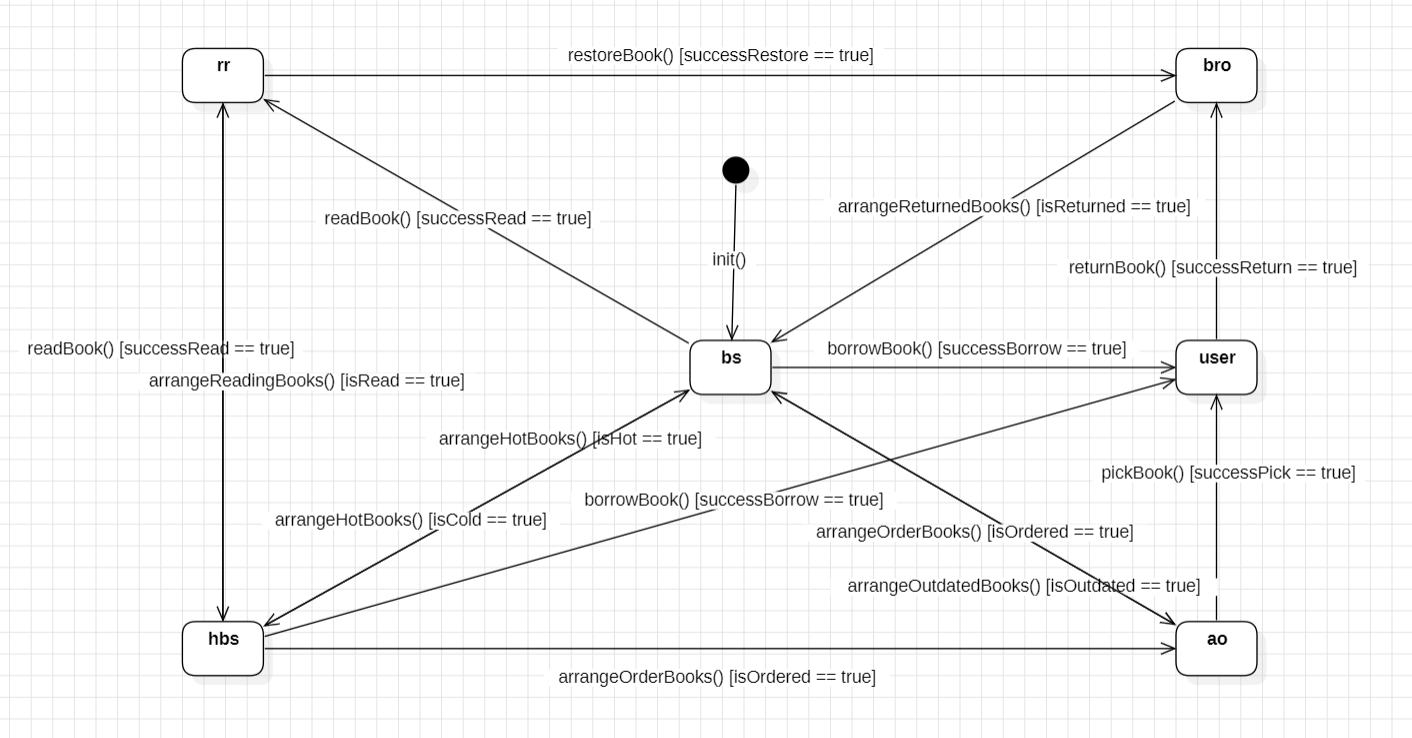 restoreBook() [successRestore == true]
rr
bro
arrangeReturnedBooks() [isReturned == true]
readBook() [successRead == true]
init()
returnBook() [successReturn == true]
readBook() [successRead == true]
borrowBook() [successBorrow == true]
bs
user
arrangeReadingBooks() [isRead == true]
arrangeHotBooks() [isHot == true]
pickBook() [successPick == true]
borrowBook() [successBorrow == true]
arrangeHotBooks() [isCold == true]
arrangeOrderBooks() [isOrdered == true]
arrangeOutdatedBooks() [isOutdated == true]
hbs
ao
arrangeOrderBooks() [isOrdered == true]